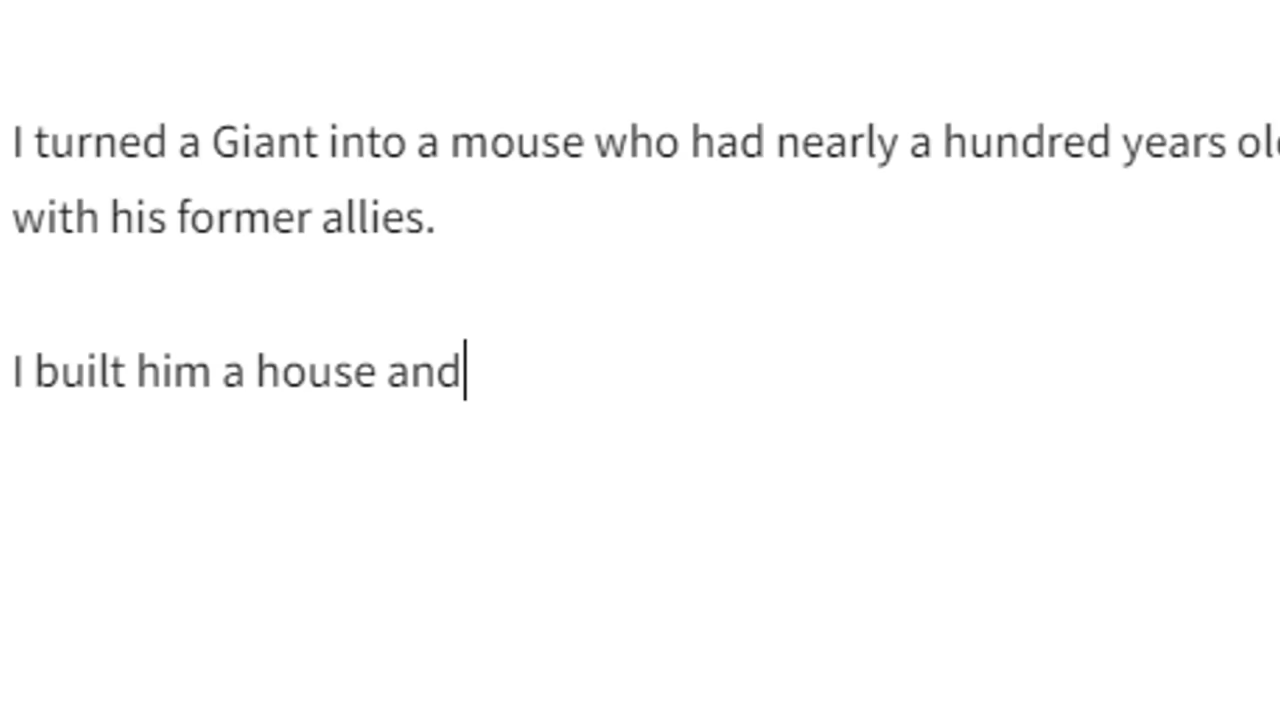 I turned a Giant into a mouse who had nearly a hundred years
with his former allies.
I built him a house and